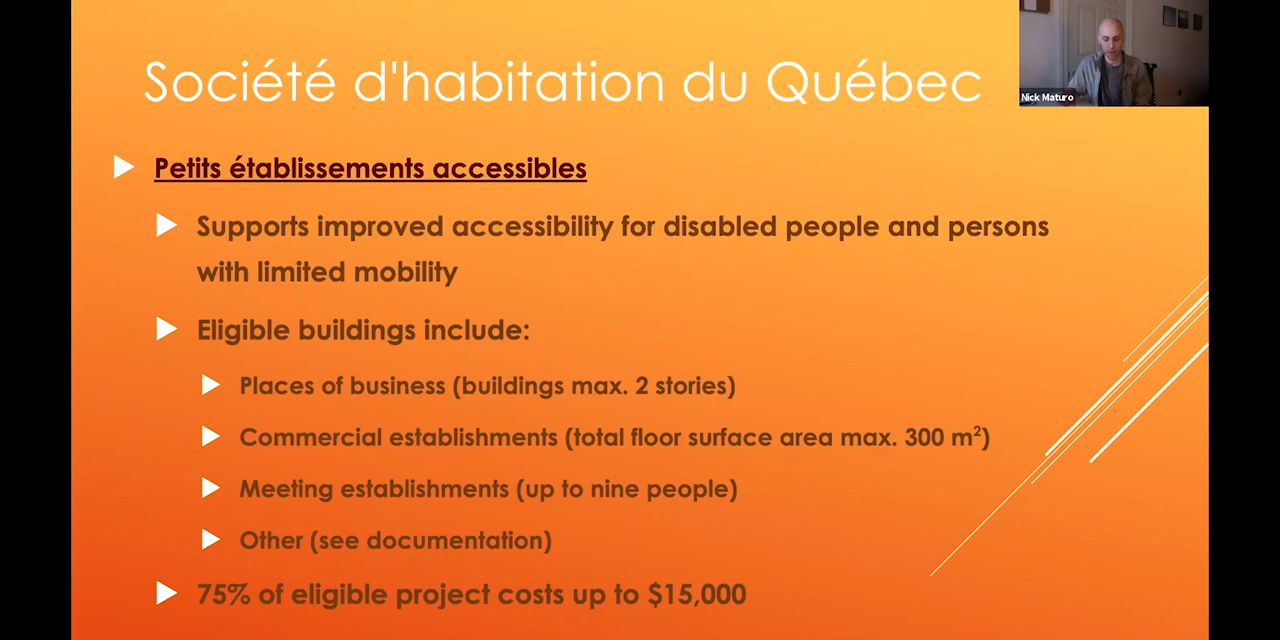 Société d'habitation du Québec
Nick Maturo
Petits établissements accessibles
Supports improved accessibility for disabled people and persons
with limited mobility
Eligible buildings include:
Places of business (buildings max. 2 stories)
Commercial establishments (total floor surface area max. 300 m²)
Meeting establishments (up to nine people)
Other (see documentation)
75% of eligible project costs up to $15,000